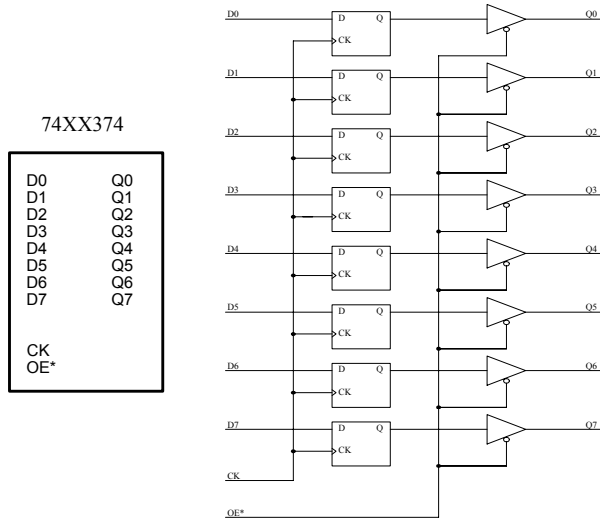 74XX374
D0 Q0
D1 Q1
D2 Q2
D3 Q3
D4 Q4
D5 Q5
D6 Q6
D7 Q7
CK
OE*
D0 D Q Q0
CK
D1 D Q Q1
CK
D2 D Q Q2
CK
D3 D Q Q3
CK
D4 D Q Q4
CK
D5 D Q Q5
CK
D6 D Q Q6
CK
D7 D Q Q7
CK
CK
OE*